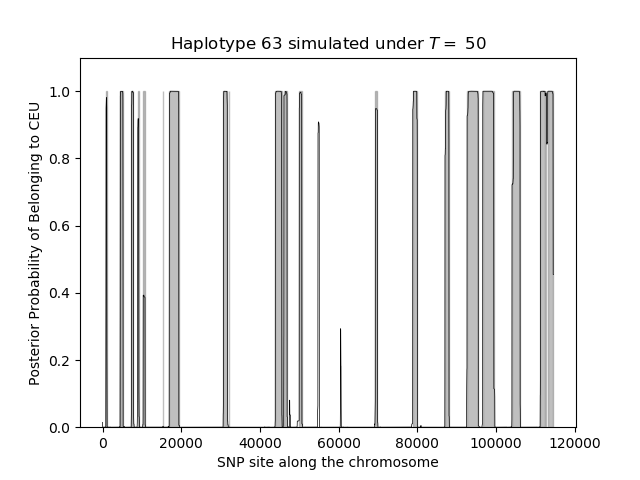 Haplotype 63 simulated under T = 50
Posterior Probability of Belonging to CEU
1.0
0.8
0.6
0.4
0.2
0.0
0 20000 40000 60000 80000 100000 120000
SNP site along the chromosome